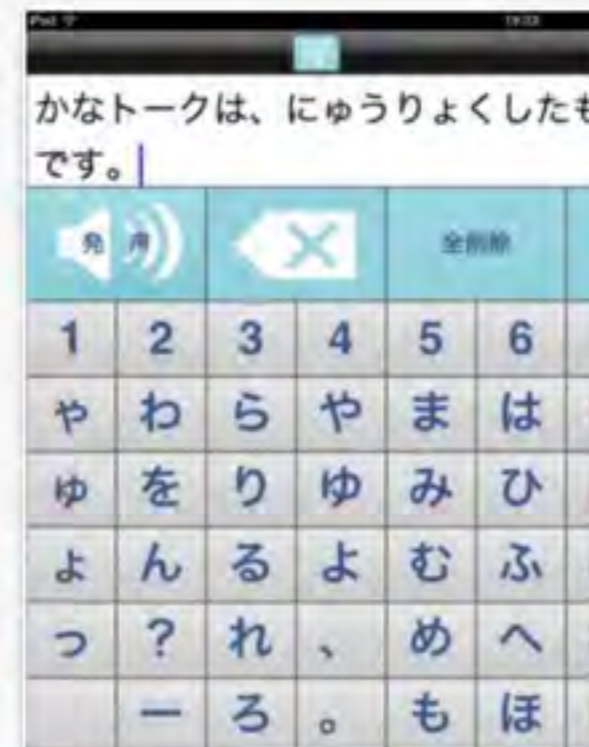 iPad
かなトークは、にゅうりょくしたも
です。
発 声 全削除
1 2 3 4 5 6
ゃ わ ら や ま は
ゅ を り ゆ み ひ
ょ ん る よ む ふ
っ ? れ 、 め へ
ー ろ 。 も ほ